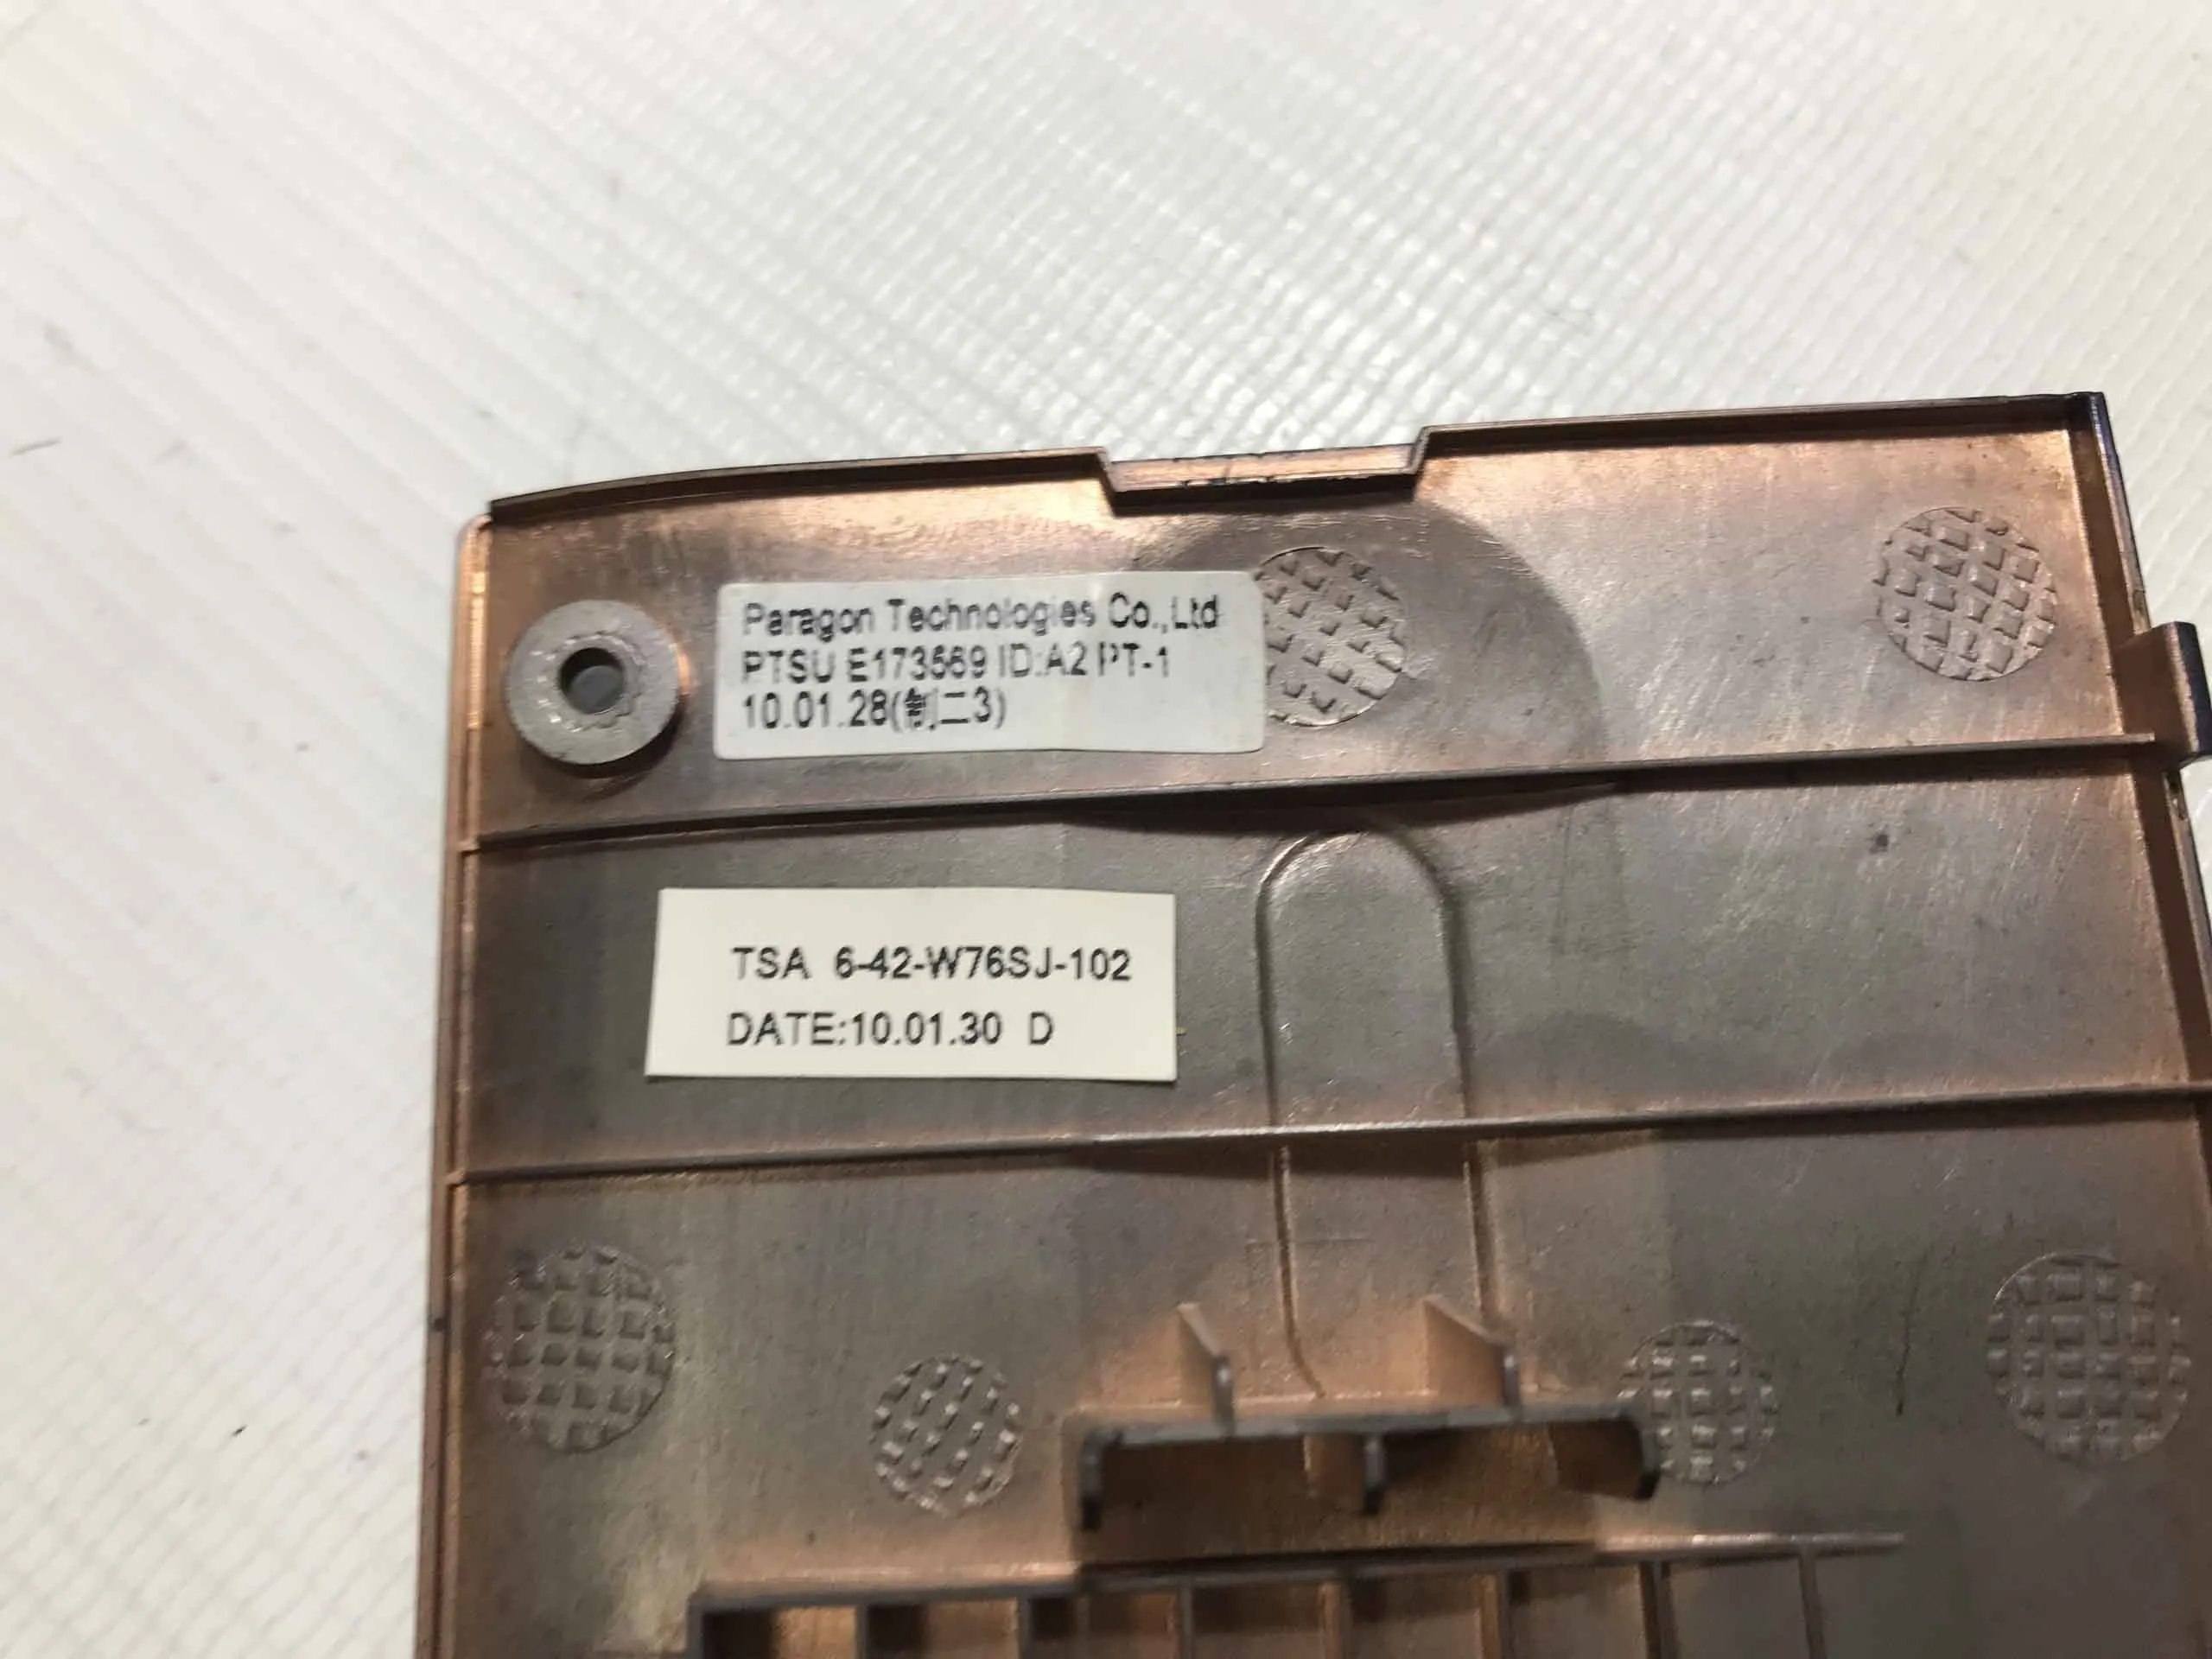 Paragon Technologies Co.,Ltd
PTSU E173569 ID:A2 PT-1
10.01.28(制二3)
TSA 6-42-W76SJ-102
DATE:10.01.30 D